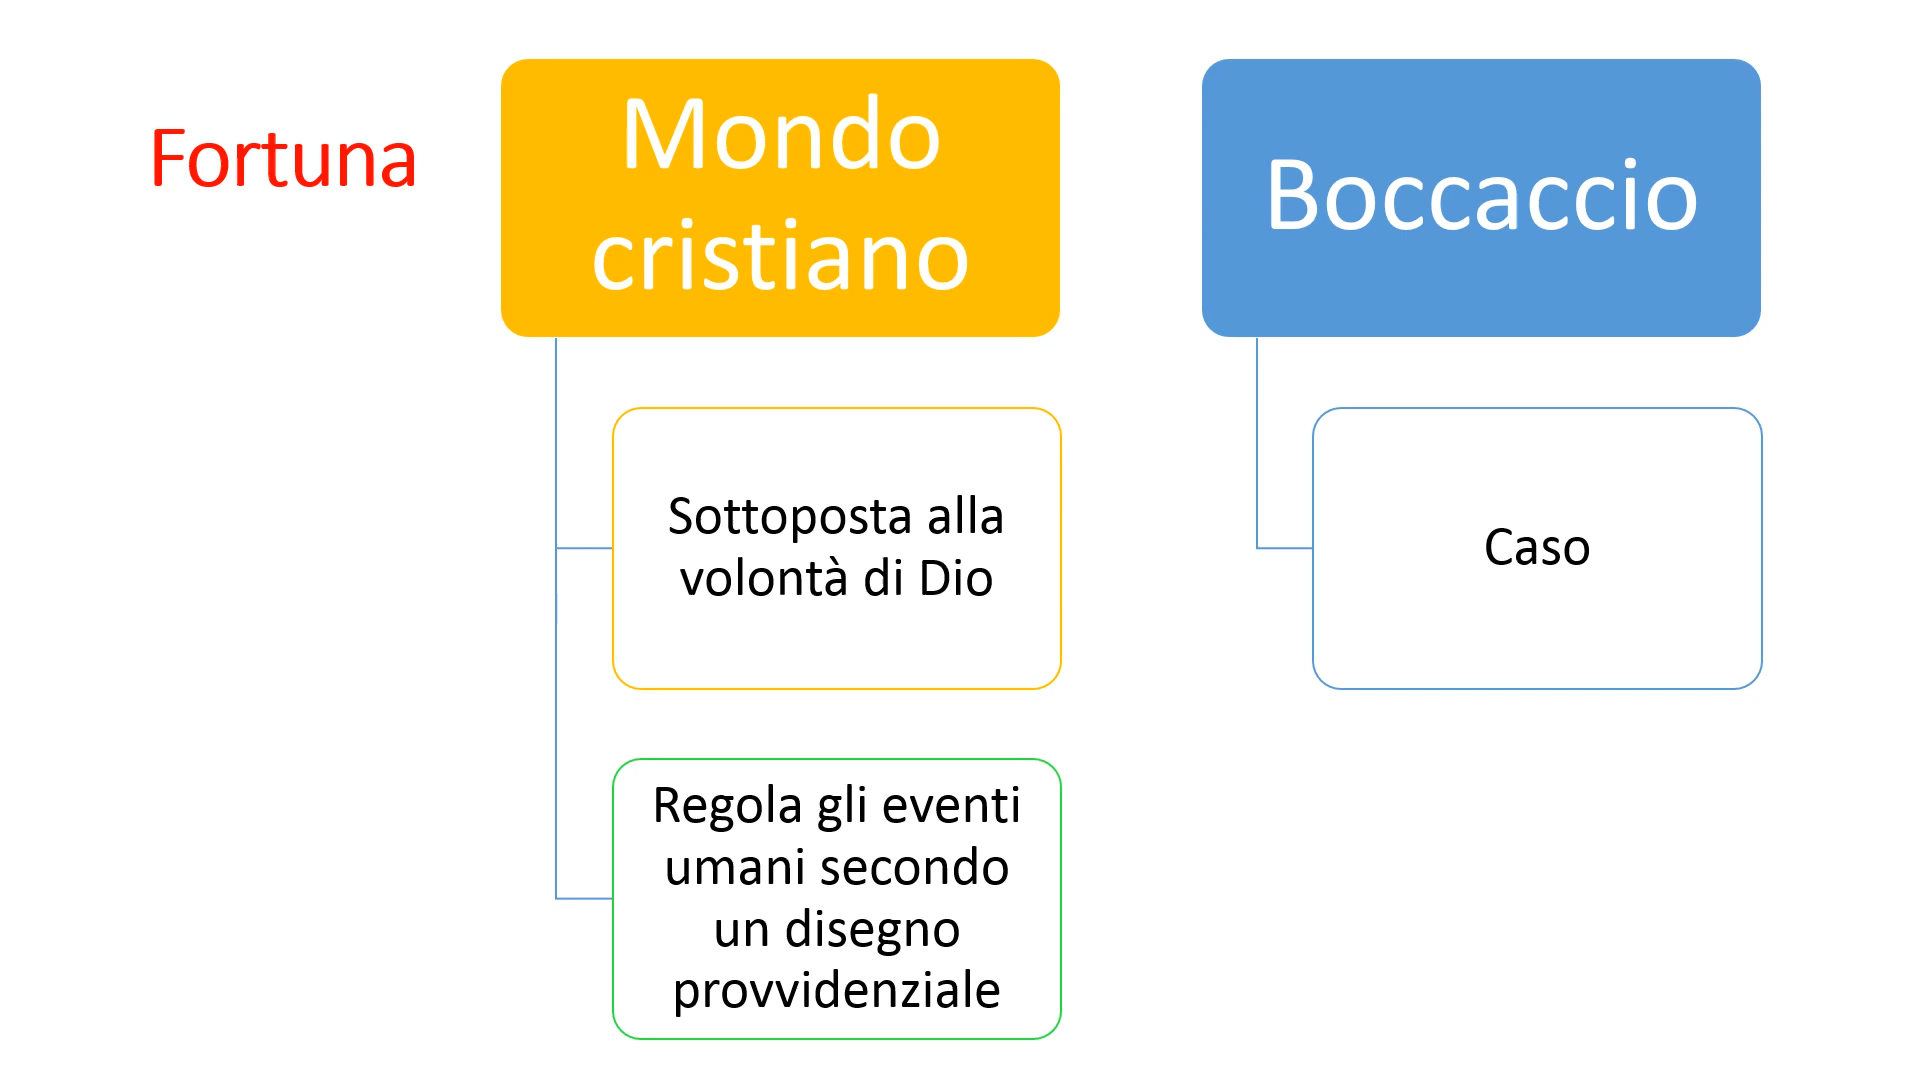 Fortuna
Mondo
cristiano
Sottoposta alla
volontà di Dio
Regola gli eventi
umani secondo
un disegno
provvidenziale
Boccaccio
Caso